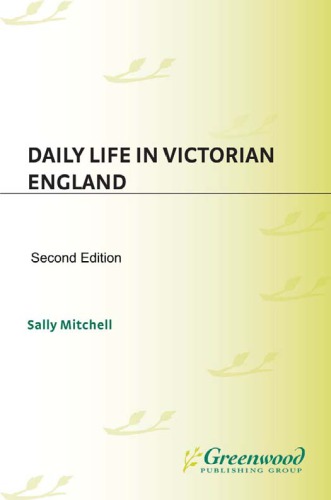 DAILY LIFE IN VICTORIAN
ENGLAND
Second Edition
Sally Mitchell
Greenwood
PUBLISHING GROUP